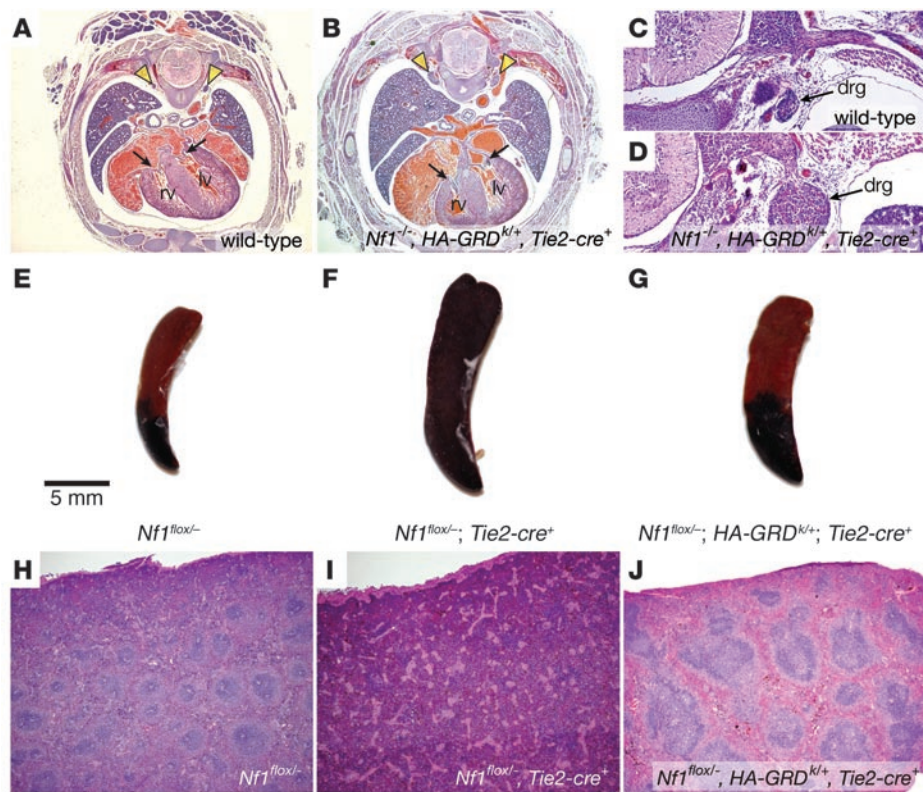 A
B
C
rv
lv
wild-type
rv
lv
Nf1-/-, HA-GRDk/+, Tie2-cre+
drg
wild-type
D
drg
Nf1-/-, HA-GRDk/+, Tie2-cre+
E
F
G
5 mm
Nf1flox/–
Nf1flox/–; Tie2-cre+
Nf1flox/–; HA-GRDk/+; Tie2-cre+
H
I
J
Nf1flox/-
Nf1flox/-, Tie2-cre+
Nf1flox/-, HA-GRDk/+, Tie2-cre+